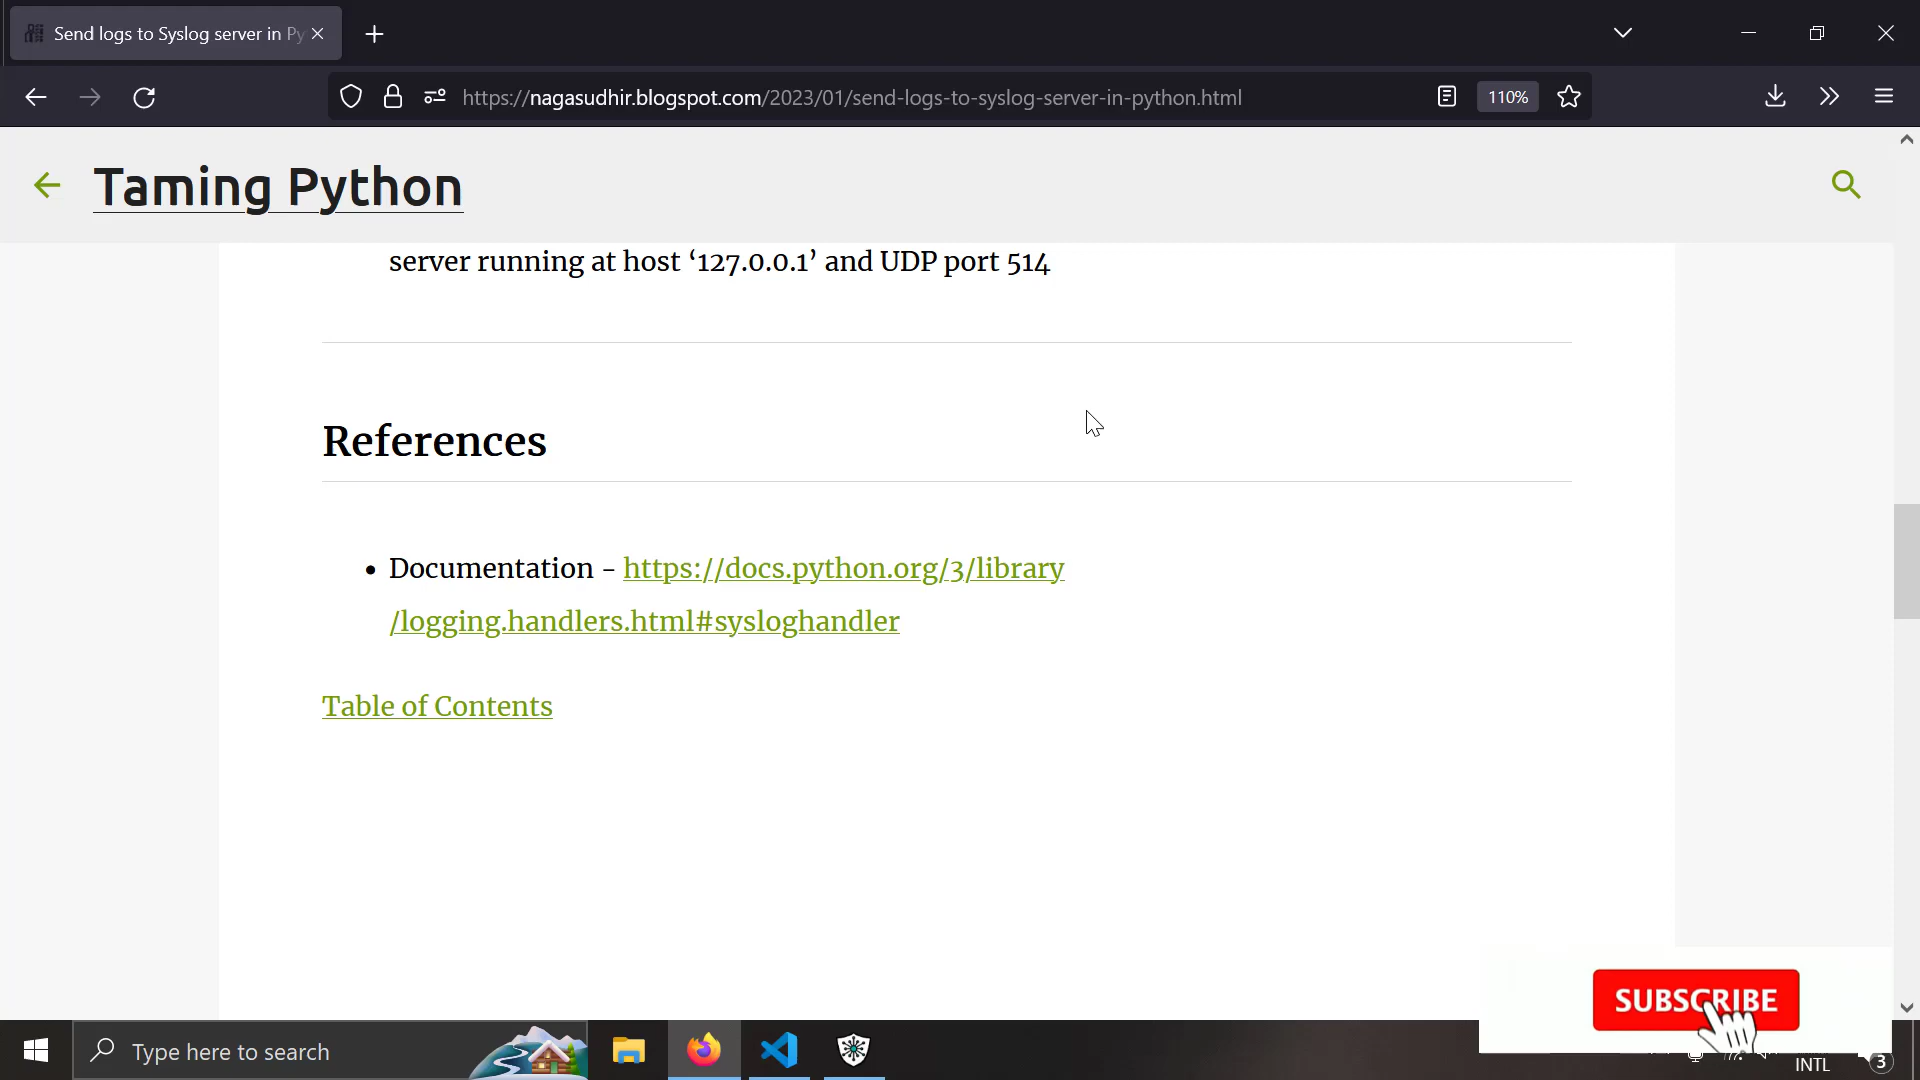 Send logs to Syslog server in Py
https://nagasudhir.blogspot.com/2023/01/send-logs-to-syslog-server-in-python.html
110%
Taming Python
server running at host ‘127.0.0.1’ and UDP port 514
References
• Documentation - https://docs.python.org/3/library
/logging.handlers.html#sysloghandler
Table of Contents
SUBSCRIBE
Type here to search
INTL
3